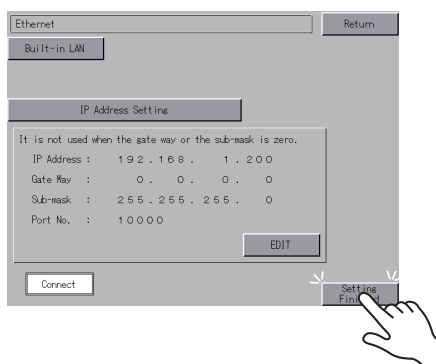 Ethernet
Return
Built-in LAN
IP Address Setting
It is not used when the gate way or the sub-mask is zero.
IP Address : 192.168. 1.200
Gate Way : 0. 0. 0. 0
Sub-mask : 255.255.255. 0
Port No. : 10000
EDIT
Connect
Setting